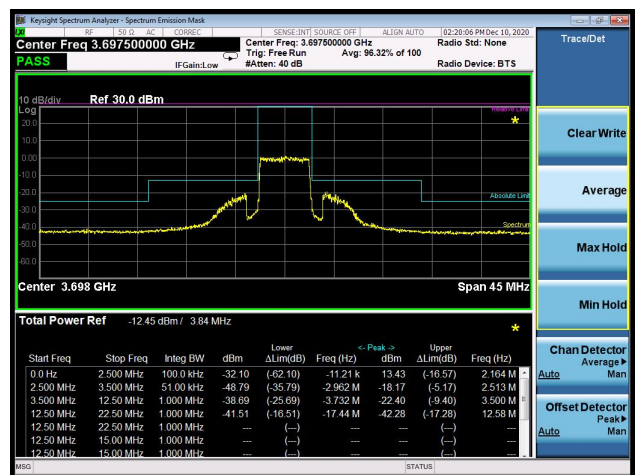 Keysight Spectrum Analyzer - Spectrum Emission Mask
RF 50 Ω AC CORREC SENSE:INT SOURCE OFF ALIGN AUTO 02:20:06 PM Dec 10, 2020
Center Freq 3.697500000 GHz Center Freq: 3.697500000 GHz Radio Std: None
Trig: Free Run Avg: 96.32% of 100
PASS IFGain:Low #Atten: 40 dB Radio Device: BTS
10 dB/div Ref 30.0 dBm
Log Relative Limit
20.0
10.0
0.00
-10.0
-20.0 Absolute Limit
-30.0
-40.0 Spectrum
-50.0
-60.0
Center 3.698 GHz Span 45 MHz
Total Power Ref -12.45 dBm / 3.84 MHz
Lower <- Peak -> Upper
Start Freq Stop Freq Integ BW dBm ΔLim(dB) Freq (Hz) dBm ΔLim(dB) Freq (Hz)
0.0 Hz 2.500 MHz 100.0 kHz -32.10 (-62.10) -11.21 k 13.43 (-16.57) 2.164 M
2.500 MHz 3.500 MHz 51.00 kHz -48.79 (-35.79) -2.962 M -18.17 (-5.17) 2.513 M
3.500 MHz 12.50 MHz 1.000 MHz -38.69 (-25.69) -3.732 M -22.40 (-9.40) 3.500 M
12.50 MHz 22.50 MHz 1.000 MHz -41.51 (-16.51) -17.44 M -42.28 (-17.28) 12.58 M
12.50 MHz 22.50 MHz 1.000 MHz --- (---) --- --- (---) ---
12.50 MHz 15.00 MHz 1.000 MHz --- (---) --- --- (---) ---
12.50 MHz 15.00 MHz 1.000 MHz --- (---) --- --- (---) ---
MSG STATUS
Trace/Det
Clear Write
Average
Max Hold
Min Hold
Chan Detector
Average
Auto Man
Offset Detector
Peak
Auto Man